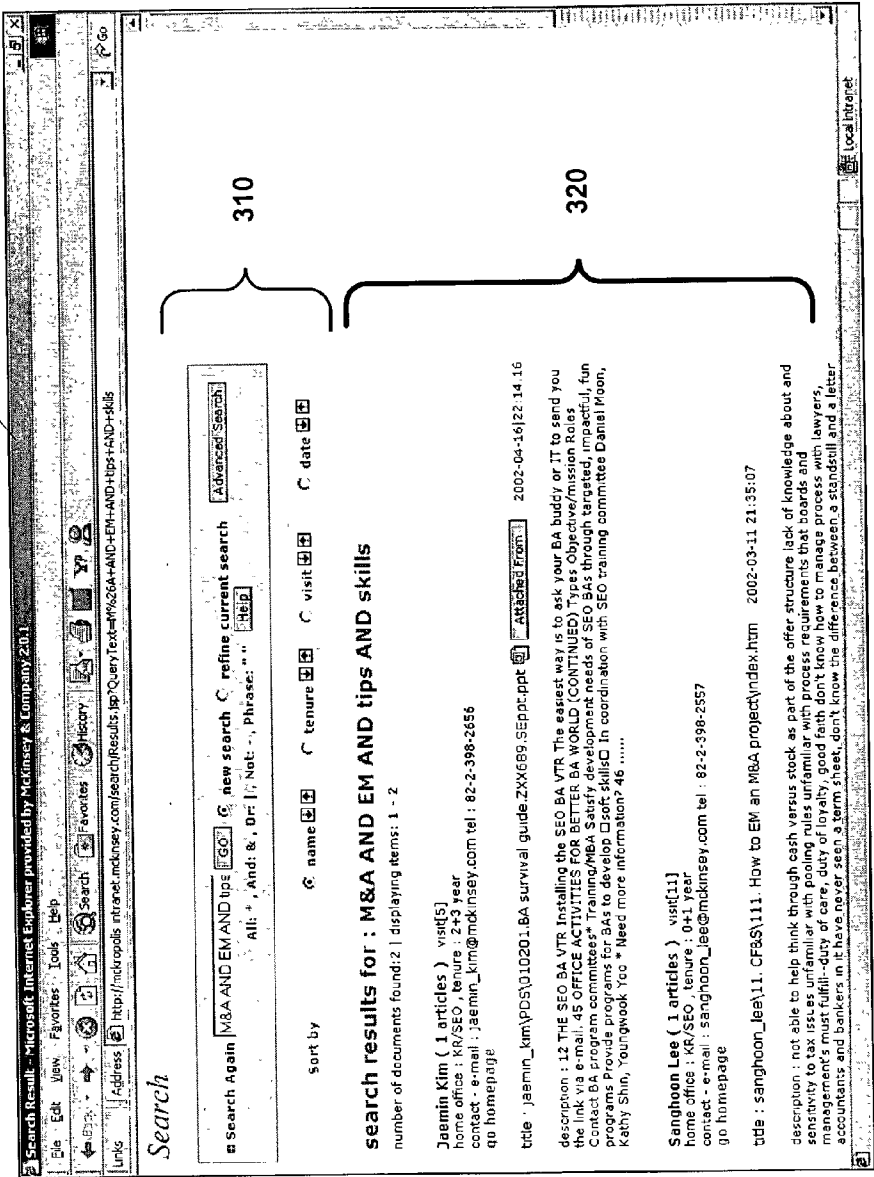 Search Result - Microsoft Internet Explorer provided by McKinsey & Company 2.0.1
File Edit View Favorites Tools Help
Back Search Favorites History
Links Address http://mckropolis.intranet.mckinsey.com/search/Results.jsp?QueryText=M%26A+AND+EM+AND+tips+AND+skills Go
Search
Search Again M&A AND EM AND tips GO new search refine current search Advanced Search
All: * , And: & , Or: | , Not: - , Phrase: " " Help
Sort by name tenure visit date
310
search results for : M&A AND EM AND tips AND skills
number of documents found:2 | displaying items: 1 - 2
Jaemin Kim ( 1 articles ) visit[5]
home office : KR/SEO , tenure : 2+3 year
contact - e-mail : jaemin_kim@mckinsey.com tel : 82-2-398-2656
go homepage
title : jaemin_kim\PDS\010201.BA survival guide.ZXX689.SEppt.ppt Attached From 2002-04-16|22:14:16
description : 12 THE SEO BA VTR Installing the SEO BA VTR The easiest way is to ask your BA buddy or IT to send you
the link via e-mail. 45 OFFICE ACTIVITIES FOR BETTER BA WORLD (CONTINUED) Types Objective/mission Roles
Contact BA program committees* Training/MBA Satisfy development needs of SEO BAs through targeted, impactful, fun
programs Provide programs for BAs to develop □soft skills□ In coordination with SEO training committee Daniel Moon,
Kathy Shin, Youngwook Yoo * Need more information? 46 ......
320
Sanghoon Lee ( 1 articles ) visit[11]
home office : KR/SEO , tenure : 0+1 year
contact - e-mail : sanghoon_lee@mckinsey.com tel : 82-2-398-2557
go homepage
title : sanghoon_lee\11. CF&S\111. How to EM an M&A project\index.htm 2002-03-11 21:35:07
description : not able to help think through cash versus stock as part of the offer structure lack of knowledge about and
sensitivity to tax issues unfamiliar with pooling rules unfamiliar with process requirements that boards and
management's must fulfill--duty of care, duty of loyalty, good faith don't know how to manage process with lawyers,
accountants and bankers in it have never seen a term sheet, don't know the difference between a standstill and a letter
Local intranet